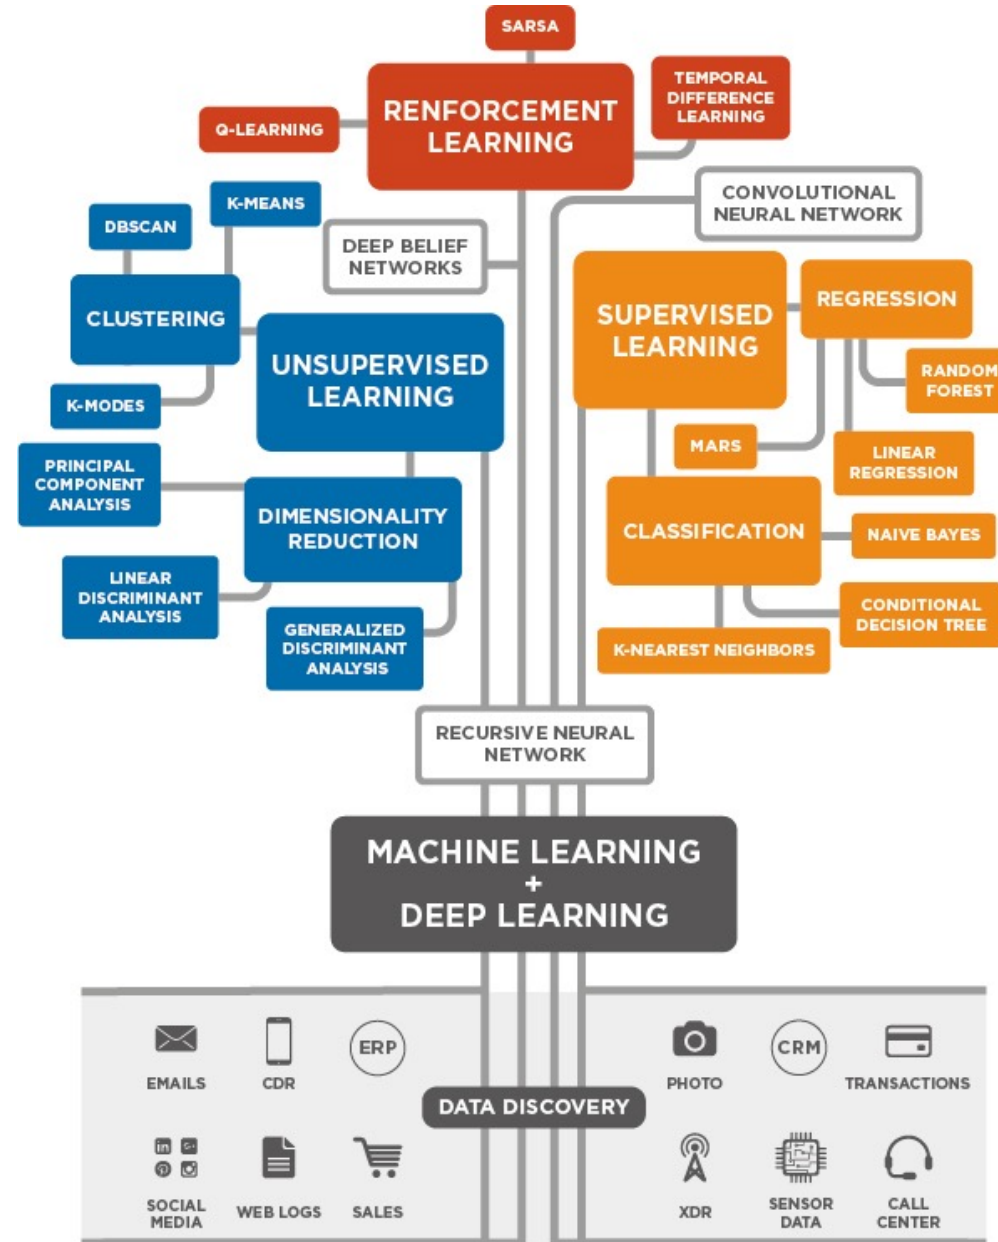 SARSA
RENFORCEMENT
LEARNING
TEMPORAL
DIFFERENCE
LEARNING
Q-LEARNING
CONVOLUTIONAL
NEURAL NETWORK
K-MEANS
DBSCAN
DEEP BELIEF
NETWORKS
CLUSTERING
SUPERVISED
LEARNING
REGRESSION
UNSUPERVISED
LEARNING
RANDOM
FOREST
K-MODES
MARS
LINEAR
REGRESSION
PRINCIPAL
COMPONENT
ANALYSIS
DIMENSIONALITY
REDUCTION
CLASSIFICATION
NAIVE BAYES
LINEAR
DISCRIMINANT
ANALYSIS
CONDITIONAL
DECISION TREE
GENERALIZED
DISCRIMINANT
ANALYSIS
K-NEAREST NEIGHBORS
RECURSIVE NEURAL
NETWORK
MACHINE LEARNING
+
DEEP LEARNING
ERP
CRM
EMAILS
CDR
PHOTO
TRANSACTIONS
DATA DISCOVERY
in
G+
SOCIAL
MEDIA
WEB LOGS
SALES
XDR
SENSOR
DATA
CALL
CENTER